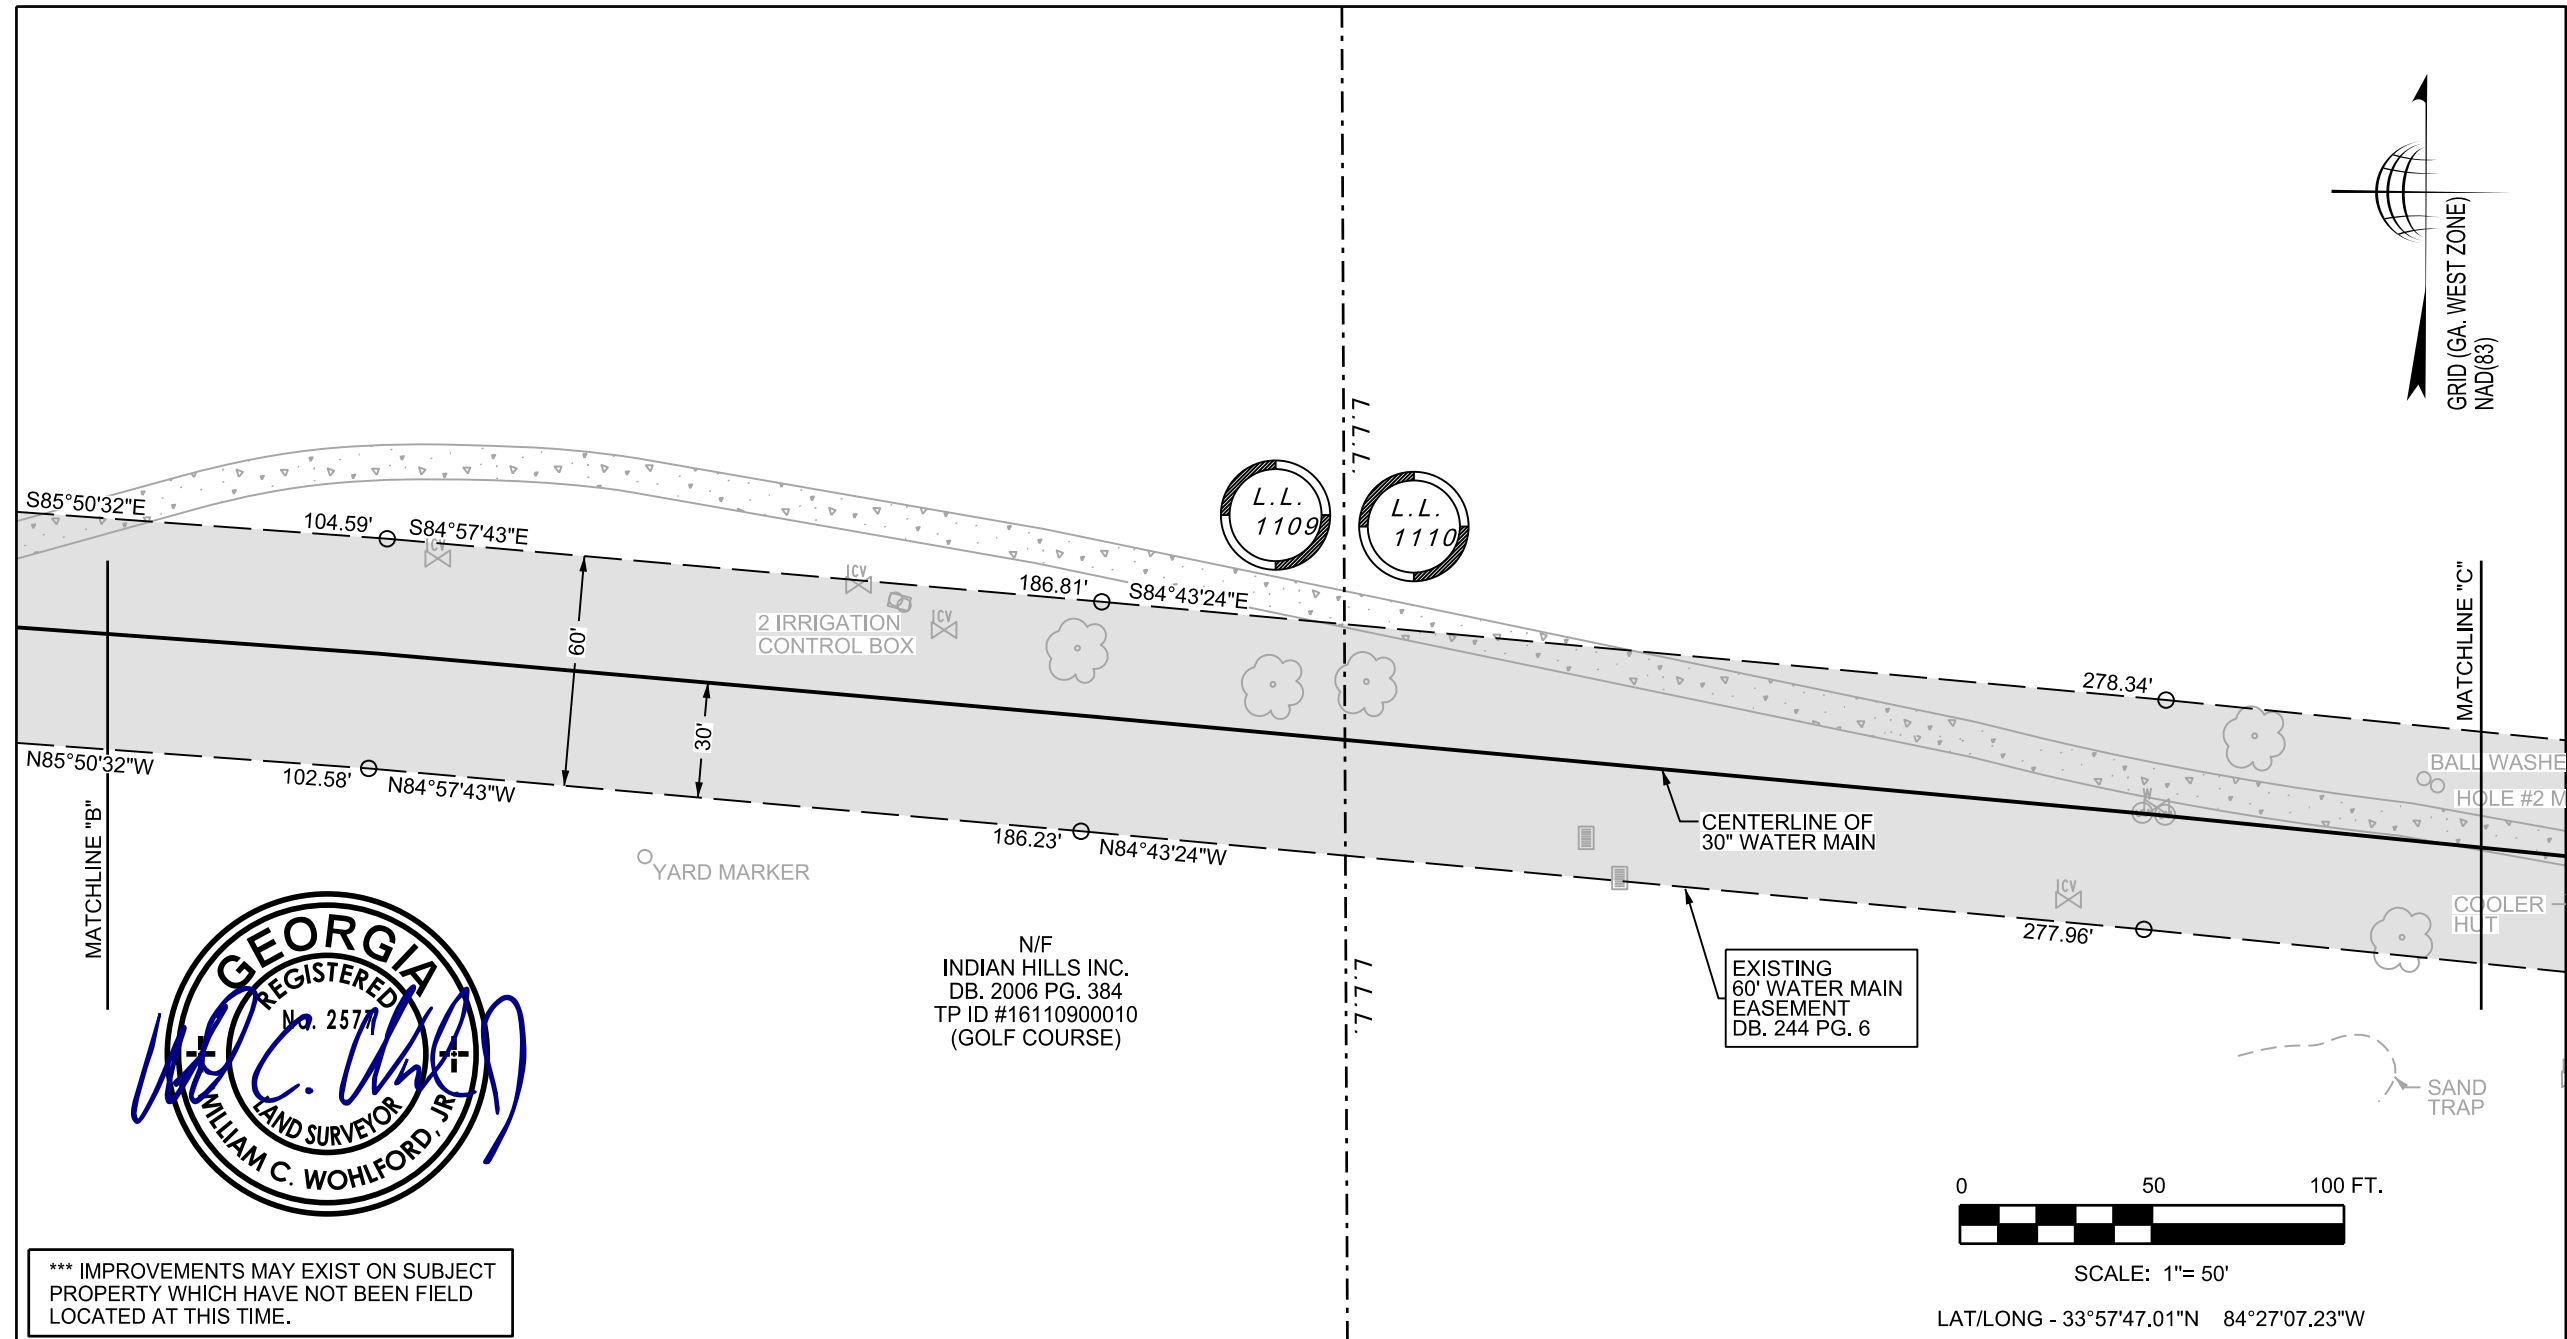 GRID (GA. WEST ZONE)
NAD(83)
L.L.
L.L.
1109
L.L.
1110
S85°50'32"E
104.59'
S84°57'43"E
ICV
ICV
ICV
186.81'
S84°43'24"E
2 IRRIGATION
CONTROL BOX
60'
30'
278.34'
MATCHLINE "C"
BALL WASHE
HOLE #2 M
W
N85°50'32"W
102.58'
N84°57'43"W
MATCHLINE "B"
186.23'
N84°43'24"W
CENTERLINE OF
30" WATER MAIN
YARD MARKER
ICV
277.96'
COOLER
HUT
N/F
INDIAN HILLS INC.
DB. 2006 PG. 384
TP ID #16110900010
(GOLF COURSE)
L.L.L.
EXISTING
60' WATER MAIN
EASEMENT
DB. 244 PG. 6
SAND
TRAP
GEORGIA
REGISTERED
NO. 2577
LAND SURVEYOR
WILLIAM C. WOHLFORD, JR.
0 50 100 FT.
SCALE: 1"= 50'
LAT/LONG - 33°57'47.01"N 84°27'07.23"W
*** IMPROVEMENTS MAY EXIST ON SUBJECT
PROPERTY WHICH HAVE NOT BEEN FIELD
LOCATED AT THIS TIME.